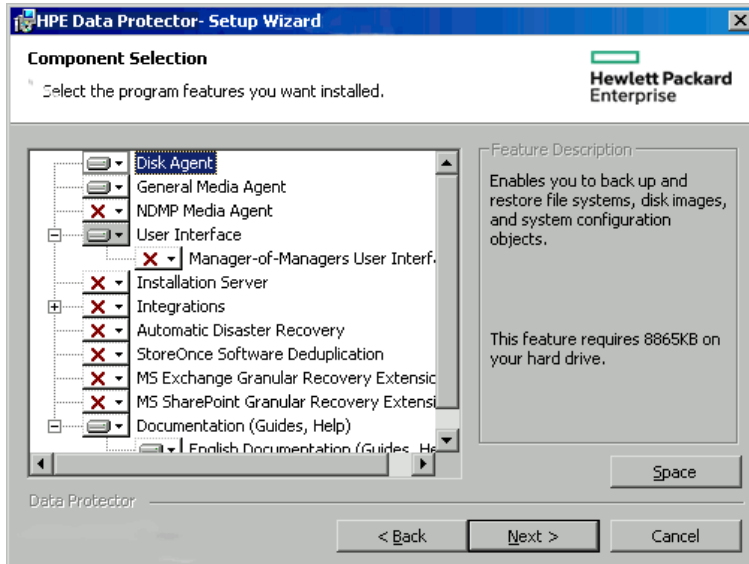 HPE Data Protector- Setup Wizard
Component Selection
Select the program features you want installed.
Hewlett Packard
Enterprise
Disk Agent
General Media Agent
NDMP Media Agent
User Interface
Manager-of-Managers User Interf
Installation Server
Integrations
Automatic Disaster Recovery
StoreOnce Software Deduplication
MS Exchange Granular Recovery Extensic
MS SharePoint Granular Recovery Extensi
Documentation (Guides, Help)
English Documentation (Guides, He
Feature Description
Enables you to back up and
restore file systems, disk images,
and system configuration
objects.
This feature requires 8865KB on
your hard drive.
Space
Data Protector
< Back
Next >
Cancel